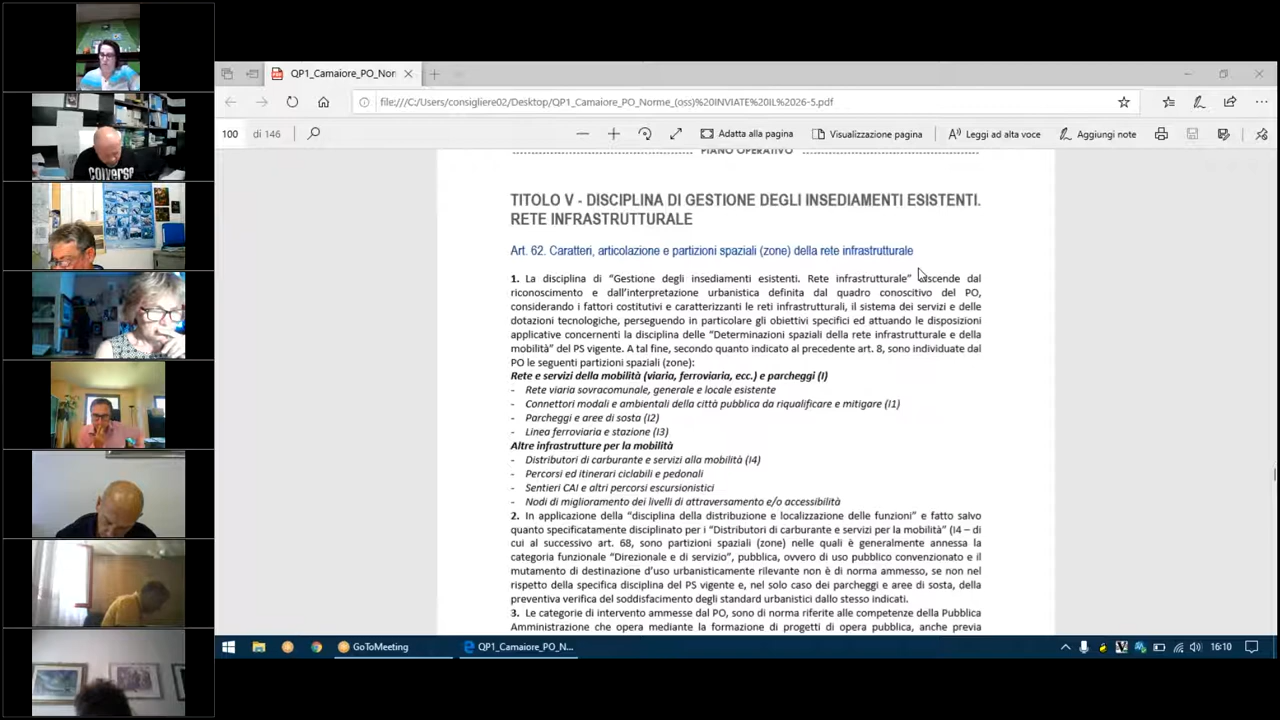 QP1_Camaiore_PO_Nor
file:///C:/Users/consigliere02/Desktop/QP1_Camaiore_PO_Norme_(oss)%20INVIATE%20IL%2026-5.pdf
100 di 146 Adatta alla pagina Visualizzazione pagina Leggi ad alta voce Aggiungi note
PIANO OPERATIVO
TITOLO V - DISCIPLINA DI GESTIONE DEGLI INSEDIAMENTI ESISTENTI.
RETE INFRASTRUTTURALE
Art. 62. Caratteri, articolazione e partizioni spaziali (zone) della rete infrastrutturale
1. La disciplina di “Gestione degli insediamenti esistenti. Rete infrastrutturale” discende dal
riconoscimento e dall’interpretazione urbanistica definita dal quadro conoscitivo del PO,
considerando i fattori costitutivi e caratterizzanti le reti infrastrutturali, il sistema dei servizi e delle
dotazioni tecnologiche, perseguendo in particolare gli obiettivi specifici ed attuando le disposizioni
applicative concernenti la disciplina delle “Determinazioni spaziali della rete infrastrutturale e della
mobilità” del PS vigente. A tal fine, secondo quanto indicato al precedente art. 8, sono individuate dal
PO le seguenti partizioni spaziali (zone):
Rete e servizi della mobilità (viaria, ferroviaria, ecc.) e parcheggi (I)
- Rete viaria sovracomunale, generale e locale esistente
- Connettori modali e ambientali della città pubblica da riqualificare e mitigare (I1)
- Parcheggi e aree di sosta (I2)
- Linea ferroviaria e stazione (I3)
Altre infrastrutture per la mobilità
- Distributori di carburante e servizi alla mobilità (I4)
- Percorsi ed itinerari ciclabili e pedonali
- Sentieri CAI e altri percorsi escursionistici
- Nodi di miglioramento dei livelli di attraversamento e/o accessibilità
2. In applicazione della “disciplina della distribuzione e localizzazione delle funzioni” e fatto salvo
quanto specificatamente disciplinato per i “Distributori di carburante e servizi per la mobilità” (I4 – di
cui al successivo art. 68, sono partizioni spaziali (zone) nelle quali è generalmente annessa la
categoria funzionale “Direzionale e di servizio”, pubblica, ovvero di uso pubblico convenzionato e il
mutamento di destinazione d’uso urbanisticamente rilevante non è di norma ammesso, se non nel
rispetto della specifica disciplina del PS vigente e, nel solo caso dei parcheggi e aree di sosta, della
preventiva verifica del soddisfacimento degli standard urbanistici dallo stesso indicati.
3. Le categorie di intervento ammesse dal PO, sono di norma riferite alle competenze della Pubblica
Amministrazione che opera mediante la formazione di progetti di opera pubblica, anche previa
GoToMeeting QP1_Camaiore_PO_N... 16:10
COIVERSO